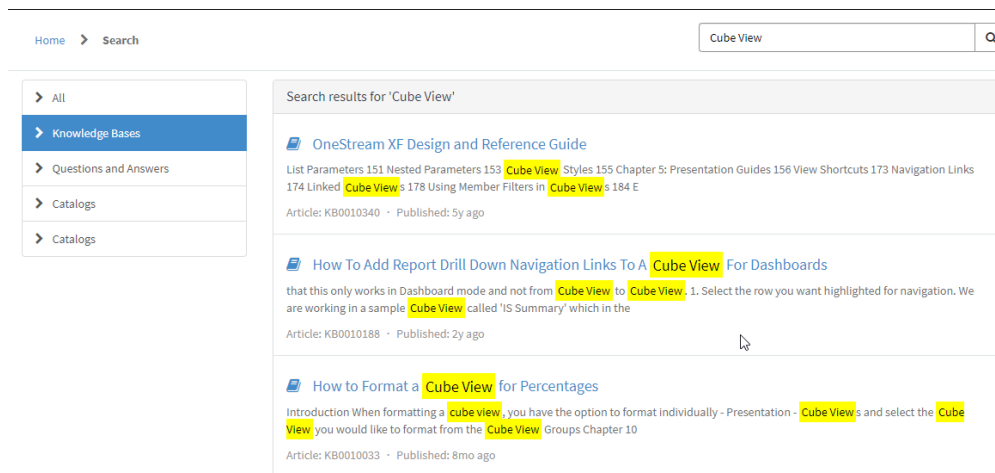 Home > Search
Cube View
All
Knowledge Bases
Questions and Answers
Catalogs
Catalogs
Search results for 'Cube View'
OneStream XF Design and Reference Guide
List Parameters 151 Nested Parameters 153 Cube View Styles 155 Chapter 5: Presentation Guides 156 View Shortcuts 173 Navigation Links
174 Linked Cube Views 178 Using Member Filters in Cube Views 184 E
Article: KB0010340 · Published: 5y ago
How To Add Report Drill Down Navigation Links To A Cube View For Dashboards
that this only works in Dashboard mode and not from Cube View to Cube View. 1. Select the row you want highlighted for navigation. We
are working in a sample Cube View called 'IS Summary' which in the
Article: KB0010188 · Published: 2y ago
How to Format a Cube View for Percentages
Introduction When formatting a cube view, you have the option to format individually - Presentation - Cube Views and select the Cube
View you would like to format from the Cube View Groups Chapter 10
Article: KB0010033 · Published: 8mo ago